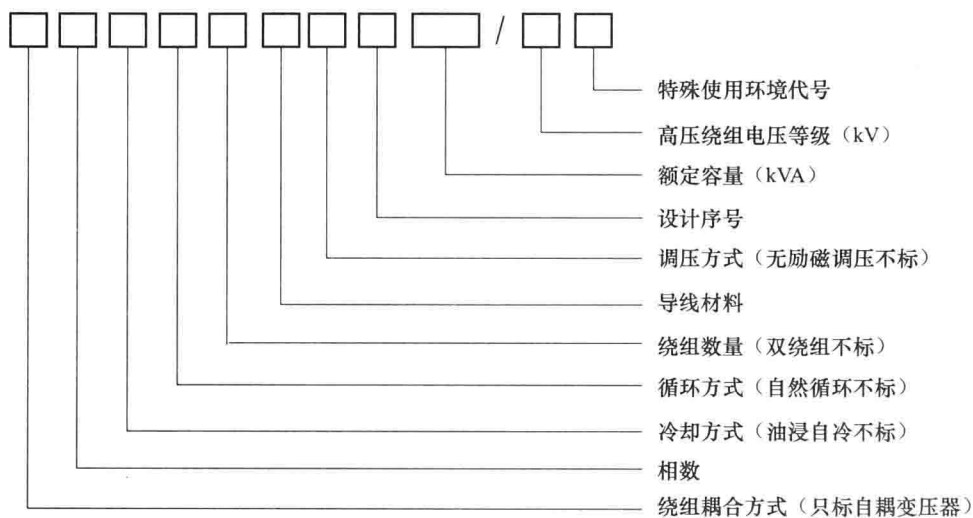 /
特殊使用环境代号
高压绕组电压等级（kV）
额定容量（kVA）
设计序号
调压方式（无励磁调压不标）
导线材料
绕组数量（双绕组不标）
循环方式（自然循环不标）
冷却方式（油浸自冷不标）
相数
绕组耦合方式（只标自耦变压器）